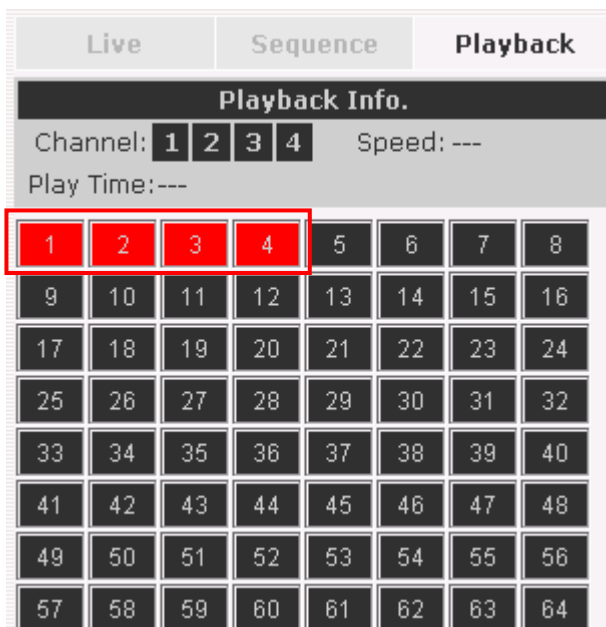 Live Sequence Playback
Playback Info.
Channel: 1 2 3 4 Speed: ---
Play Time:---
1 2 3 4 5 6 7 8
9 10 11 12 13 14 15 16
17 18 19 20 21 22 23 24
25 26 27 28 29 30 31 32
33 34 35 36 37 38 39 40
41 42 43 44 45 46 47 48
49 50 51 52 53 54 55 56
57 58 59 60 61 62 63 64